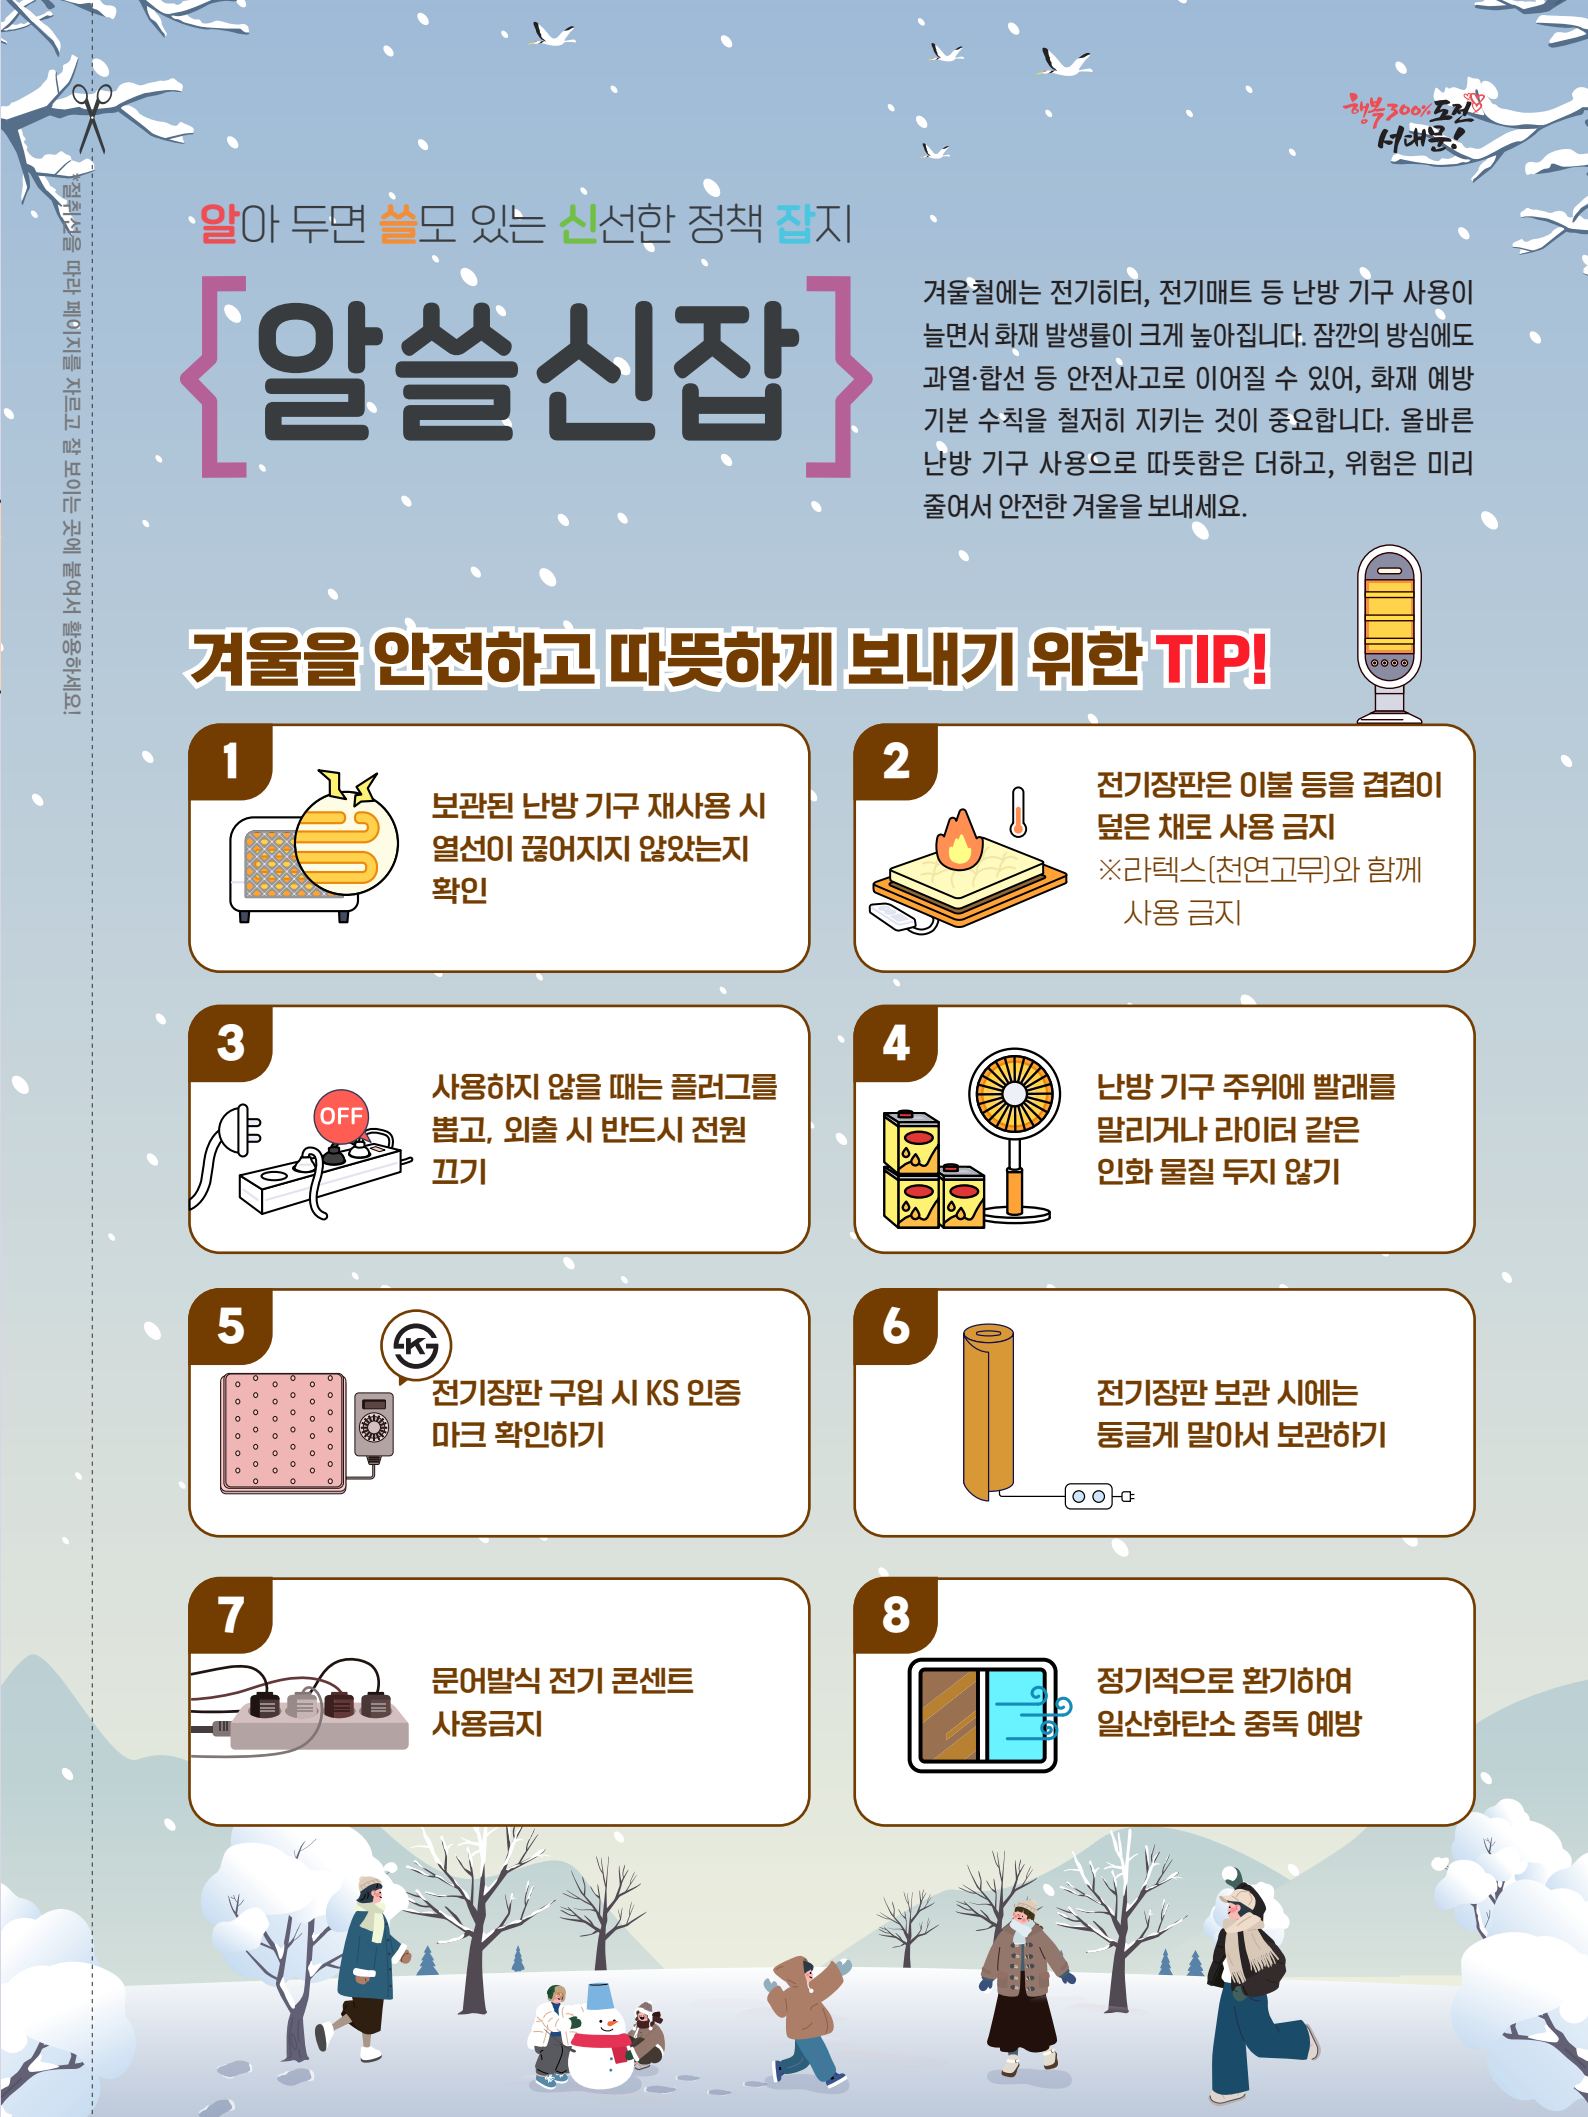 행복300% 도전
서대문!
*절취선을 따라 페이지를 자르고 잘 보이는 곳에 붙여서 활용하세요!
알아 두면 쓸모 있는 신선한 정책 잡지
{알쓸신잡}
겨울철에는 전기히터, 전기매트 등 난방 기구 사용이
늘면서 화재 발생률이 크게 높아집니다. 잠깐의 방심에도
과열·합선 등 안전사고로 이어질 수 있어, 화재 예방
기본 수칙을 철저히 지키는 것이 중요합니다. 올바른
난방 기구 사용으로 따뜻함은 더하고, 위험은 미리
줄여서 안전한 겨울을 보내세요.
겨울을 안전하고 따뜻하게 보내기 위한 TIP!
1
보관된 난방 기구 재사용 시
열선이 끊어지지 않았는지
확인
2
전기장판은 이불 등을 겹겹이
덮은 채로 사용 금지
※라텍스(천연고무)와 함께
사용 금지
3
OFF
사용하지 않을 때는 플러그를
뽑고, 외출 시 반드시 전원
끄기
4
난방 기구 주위에 빨래를
말리거나 라이터 같은
인화 물질 두지 않기
5
K
전기장판 구입 시 KS 인증
마크 확인하기
6
전기장판 보관 시에는
둥글게 말아서 보관하기
7
문어발식 전기 콘센트
사용금지
8
정기적으로 환기하여
일산화탄소 중독 예방